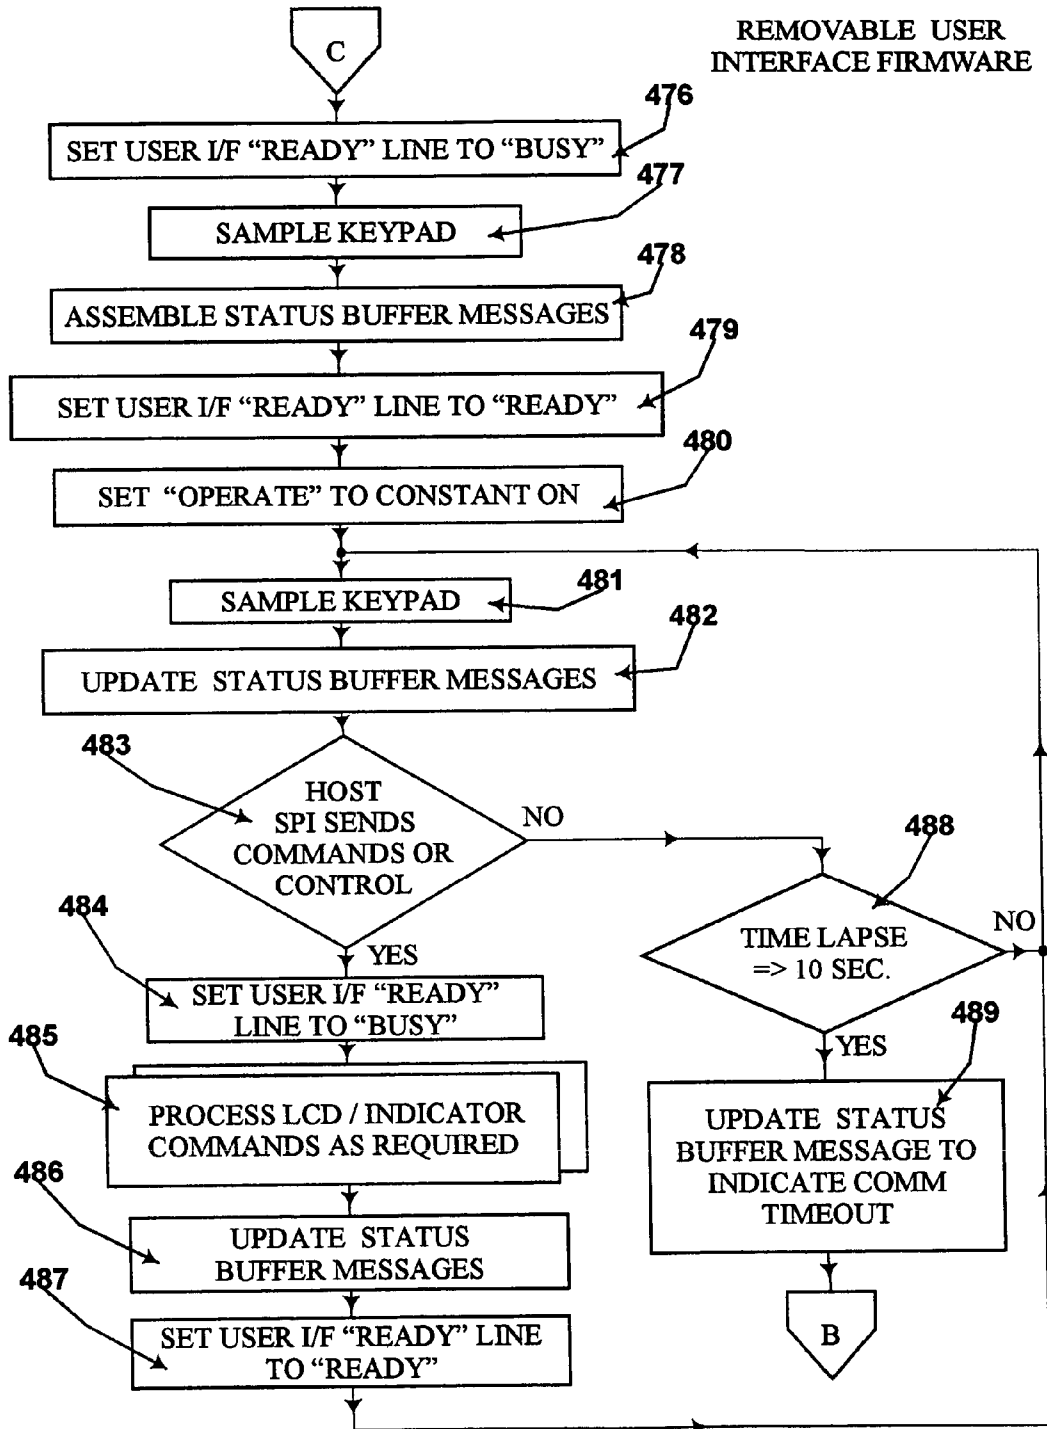 C
REMOVABLE USER
INTERFACE FIRMWARE
476
SET USER I/F “READY” LINE TO “BUSY”
477
SAMPLE KEYPAD
478
ASSEMBLE STATUS BUFFER MESSAGES
479
SET USER I/F “READY” LINE TO “READY”
480
SET “OPERATE” TO CONSTANT ON
481
SAMPLE KEYPAD
482
UPDATE STATUS BUFFER MESSAGES
483
HOST
SPI SENDS
COMMANDS OR
CONTROL
NO
488
TIME LAPSE
=> 10 SEC.
NO
484
YES
SET USER I/F “READY”
LINE TO “BUSY”
489
YES
485
PROCESS LCD / INDICATOR
COMMANDS AS REQUIRED
UPDATE STATUS
BUFFER MESSAGE TO
INDICATE COMM
TIMEOUT
486
UPDATE STATUS
BUFFER MESSAGES
487
SET USER I/F “READY” LINE
TO “READY”
B